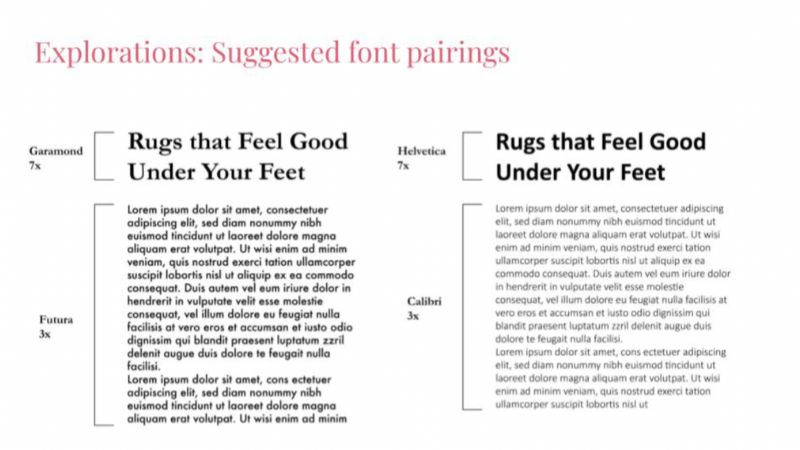 Explorations: Suggested font pairings
Garamond
7x
Rugs that Feel Good
Under Your Feet
Futura
3x
Lorem ipsum dolor sit amet, consectetuer
adipiscing elit, sed diam nonummy nibh
euismod tincidunt ut laoreet dolore magna
aliquam erat volutpat. Ut wisi enim ad minim
veniam, quis nostrud exerci tation ullamcorper
suscipit lobortis nisl ut aliquip ex ea commodo
consequat. Duis autem vel eum iriure dolor in
hendrerit in vulputate velit esse molestie
consequat, vel illum dolore eu feugiat nulla
facilisis at vero eros et accumsan et iusto odio
dignissim qui blandit praesent luptatum zzril
delenit augue duis dolore te feugait nulla
facilisi.
Lorem ipsum dolor sit amet, cons ectetuer
adipiscing elit, sed diam nonummy nibh
euismod tincidunt ut laoreet dolore magna
aliquam erat volutpat. Ut wisi enim ad minim
Helvetica
7x
Rugs that Feel Good
Under Your Feet
Calibri
3x
Lorem ipsum dolor sit amet, consectetuer adipiscing
elit, sed diam nonummy nibh euismod tincidunt ut
laoreet dolore magna aliquam erat volutpat. Ut wisi
enim ad minim veniam, quis nostrud exerci tation
ullamcorper suscipit lobortis nisl ut aliquip ex ea
commodo consequat. Duis autem vel eum iriure dolor
in hendrerit in vulputate velit esse molestie
consequat, vel illum dolore eu feugiat nulla facilisis at
vero eros et accumsan et iusto odio dignissim qui
blandit praesent luptatum zzril delenit augue duis
dolore te feugait nulla facilisi.
Lorem ipsum dolor sit amet, cons ectetuer adipiscing
elit, sed diam nonummy nibh euismod tincidunt ut
laoreet dolore magna aliquam erat volutpat. Ut wisi
enim ad minim veniam, quis nostrud exerci tation
ullamcorper suscipit lobortis nisl ut